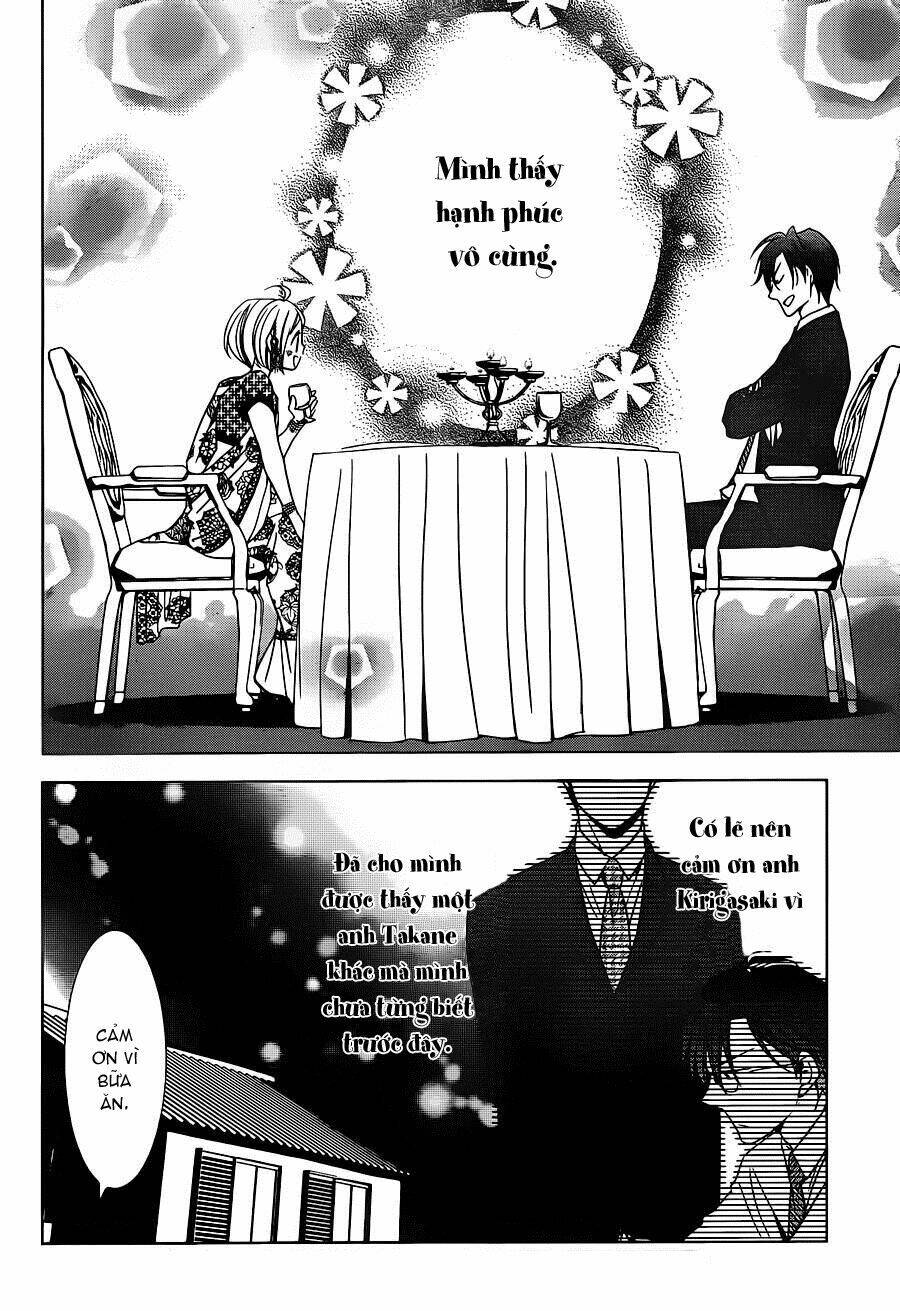 Mình thấy
hạnh phúc
vô cùng.
Có lẽ nên
cảm ơn anh
Kirigasaki vì
Đã cho mình
được thấy một
anh Takane
khác mà mình
chưa từng biết
trước đây.
CẢM
ƠN VÌ
BỮA
ĂN.